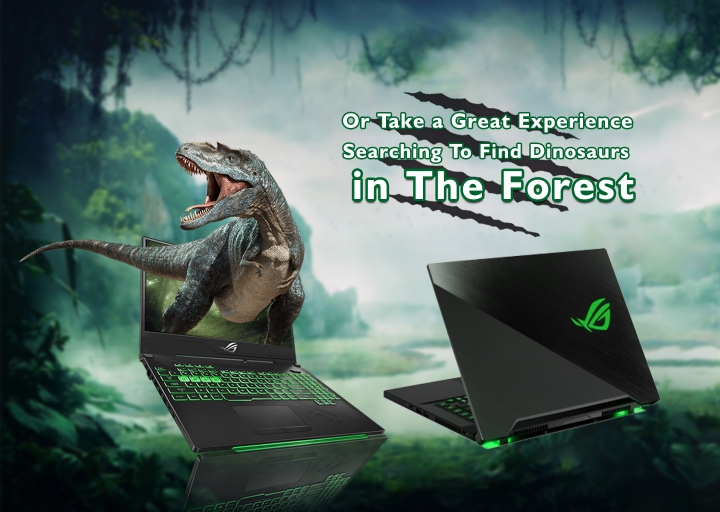 Or Take a Great Experience
Searching To Find Dinosaurs
in The Forest